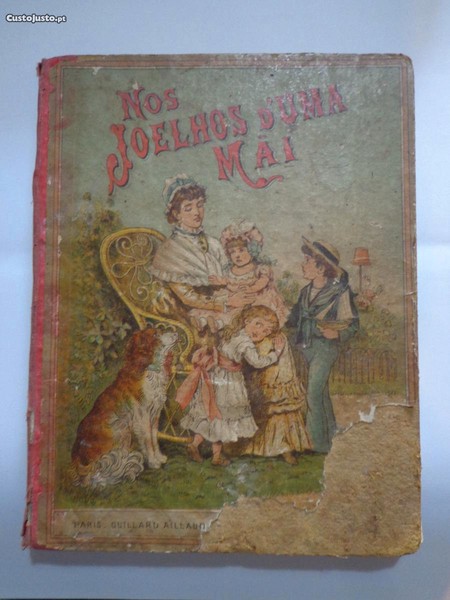 CustoJusto.pt
NOS
JOELHOS D'UMA
MÃI
PARIS. GUILLARD AILLAUD